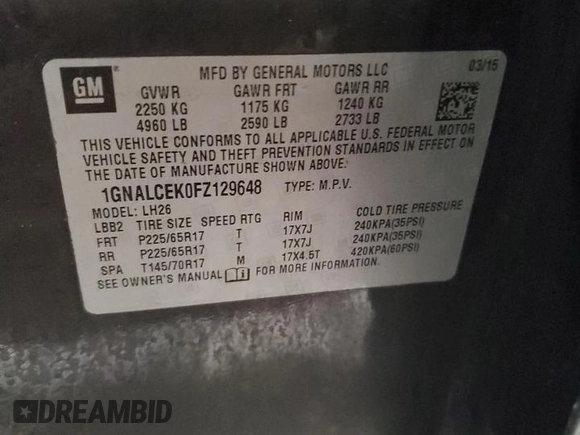 GM
MFD BY GENERAL MOTORS LLC 03/15
GVWR GAWR FRT GAWR RR
2250 KG 1175 KG 1240 KG
4960 LB 2590 LB 2733 LB
THIS VEHICLE CONFORMS TO ALL APPLICABLE U.S. FEDERAL MOTOR
VEHICLE SAFETY AND THEFT PREVENTION STANDARDS IN EFFECT ON
THE DATE OF MANUFACTURE SHOWN ABOVE.
1GNALCEK0FZ129648 TYPE: M.P.V.
MODEL: LH26
LBB2 TIRE SIZE SPEED RTG RIM COLD TIRE PRESSURE
FRT P225/65R17 T 17X7J 240KPA(35PSI)
RR P225/65R17 T 17X7J 240KPA(35PSI)
SPA T145/70R17 M 17X4.5T 420KPA(60PSI)
SEE OWNER'S MANUAL FOR MORE INFORMATION.
DREAMBID